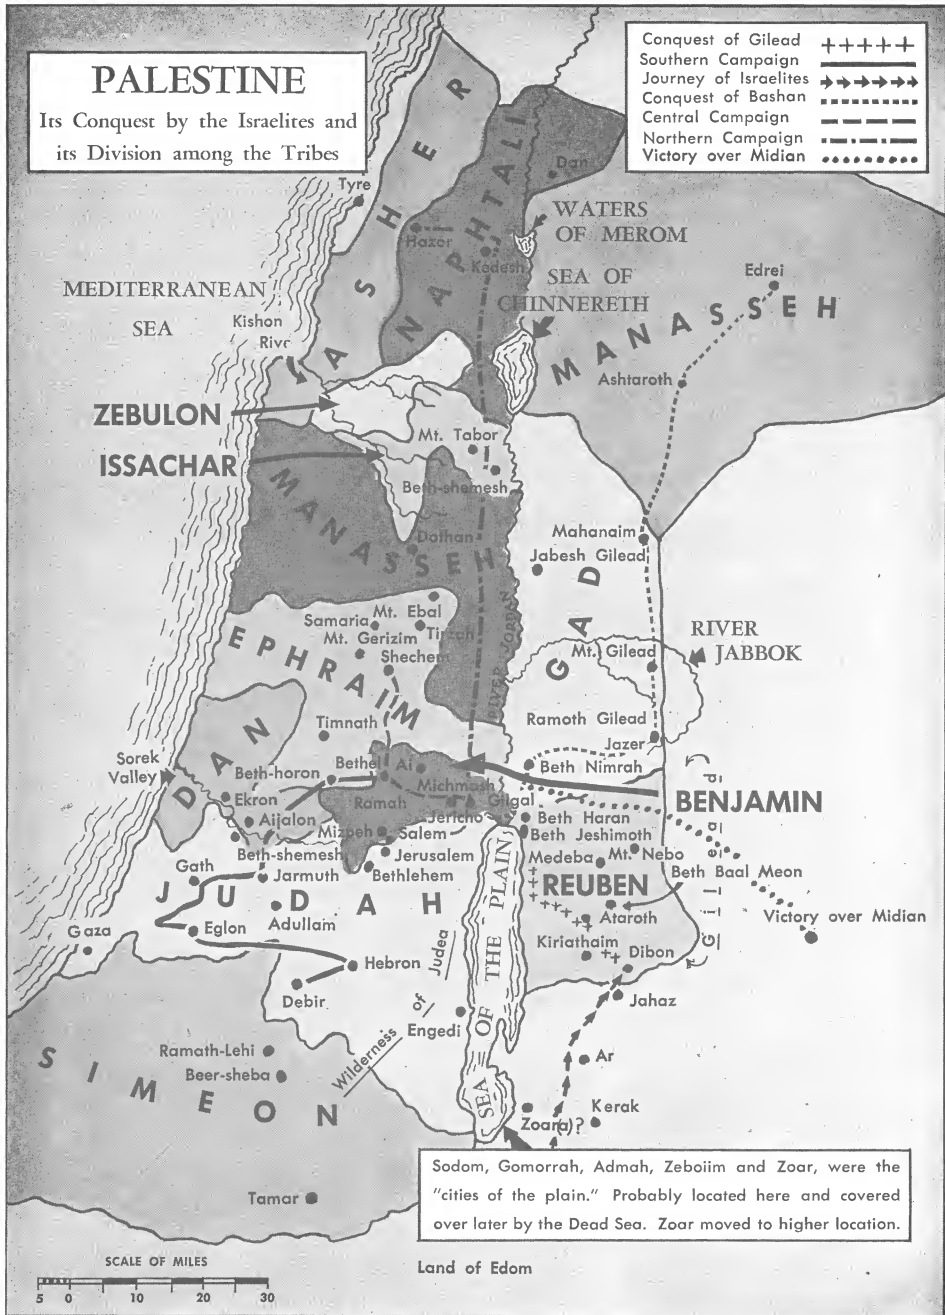 PALESTINE
Its Conquest by the Israelites and
its Division among the Tribes
Conquest of Gilead
Southern Campaign
Journey of Israelites
Conquest of Bashan
Central Campaign
Northern Campaign
Victory over Midian
ASHER
NAPHTALI
Dan
Tyre
WATERS
OF MEROM
Hazor
Kedesh
SEA OF
CHINNERETH
Edrei
MEDITERRANEAN
SEA
MANASSEH
Kishon
Rive
Ashtaroth
ZEBULON
Mt. Tabor
ISSACHAR
Beth-shemesh
MANASSEH
Dothan
Mahanaim
Jabesh Gilead
GAD
Mt. Ebal
Samaria
Tirzah
Mt. Gerizim
Shechem
EPHRAIM
RIVER JORDAN
RIVER
JABBOK
Mt. Gilead
Ramoth Gilead
Timnath
Jazer
DAN
Sorek
Valley
Bethel
Ai
Beth-horon
Beth Nimrah
Michmash
BENJAMIN
Ekron
Ramah
Jericho
Gilgal
Aijalon
Beth Haran
Mizpeh
Salem
Beth Jeshimoth
Beth-shemesh
Jerusalem
Medeba
Mt. Nebo
Gilead
Gath
Jarmuth
Bethlehem
Beth Baal Meon
REUBEN
JUDAH
Adullam
Ataroth
Victory over Midian
Gaza
Eglon
Kiriathaim
Dibon
Hebron
Debir
Jahaz
Wilderness of Judea
Engedi
SEA OF THE PLAIN
Ramath-Lehi
Beer-sheba
Ar
SIMEON
Zoara(a)?
Kerak
Sodom, Gomorrah, Admah, Zeboiim and Zoar, were the
"cities of the plain." Probably located here and covered
over later by the Dead Sea. Zoar moved to higher location.
Tamar
SCALE OF MILES
5 0 10 20 30
Land of Edom